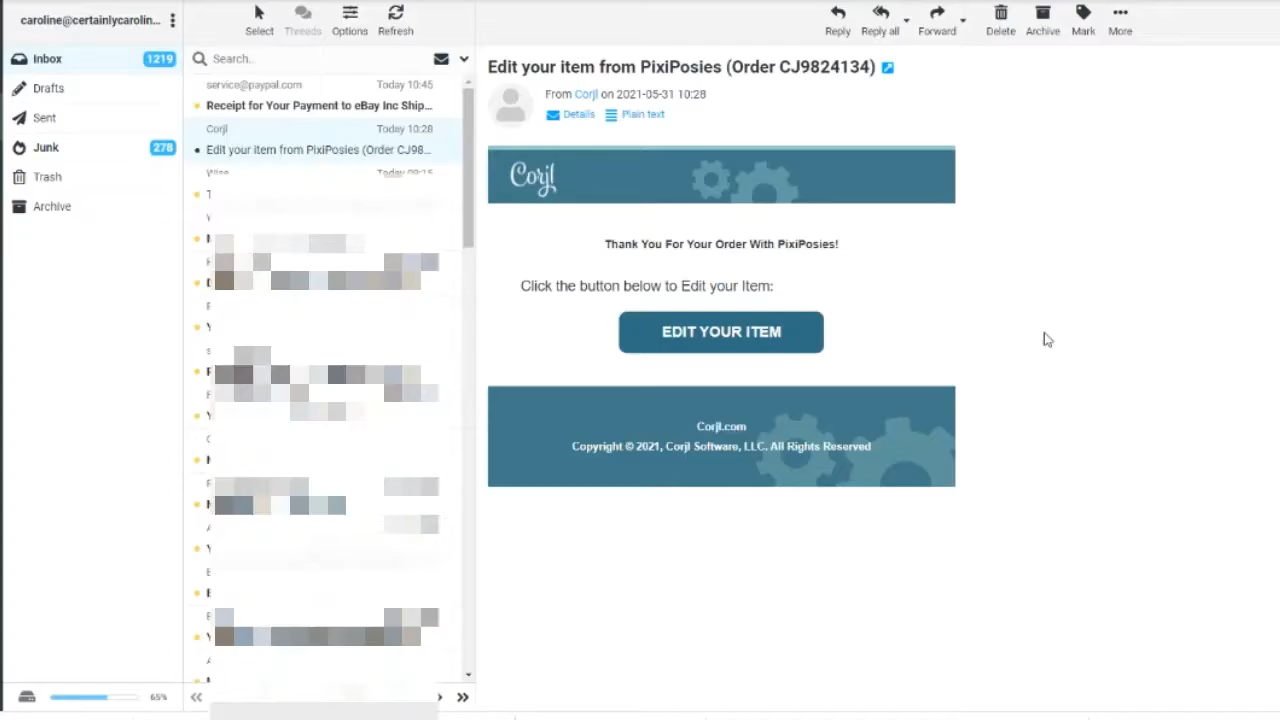 caroline@certainlycarolin...
Inbox 1219
Drafts
Sent
Junk 278
Trash
Archive
65%
Select Threads Options Refresh
Search..
service@paypal.com Today 10:45
Receipt for Your Payment to eBay Inc Ship...
Corjl Today 10:28
Edit your item from PixiPosies (Order CJ98...
Wise Today 09:15
Reply Reply all Forward Delete Archive Mark More
Edit your item from PixiPosies (Order CJ9824134)
From Corjl on 2021-05-31 10:28
Details Plain text
Corjl
Thank You For Your Order With PixiPosies!
Click the button below to Edit your Item:
EDIT YOUR ITEM
Corjl.com
Copyright © 2021, Corjl Software, LLC. All Rights Reserved